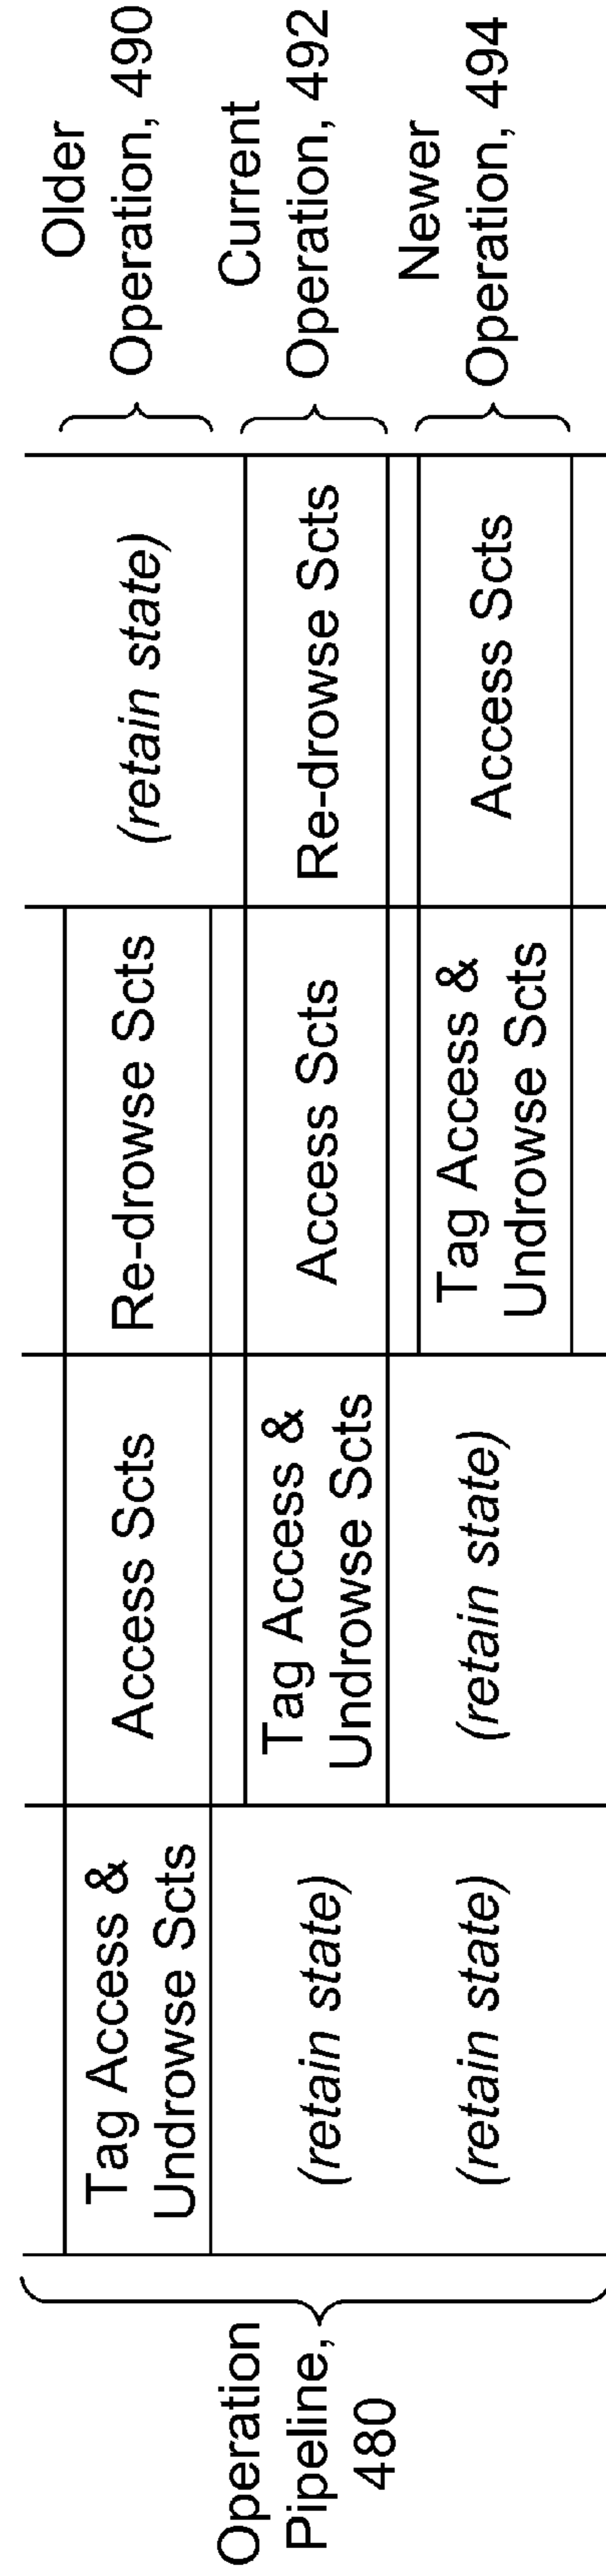 Operation
Pipeline,
480
Tag Access &
Undrowse Scts
Access Scts
Re-drowse Scts
(retain state)
Older
Operation, 490
(retain state)
Tag Access &
Undrowse Scts
Access Scts
Re-drowse Scts
Current
Operation, 492
(retain state)
(retain state)
Tag Access &
Undrowse Scts
Access Scts
Newer
Operation, 494